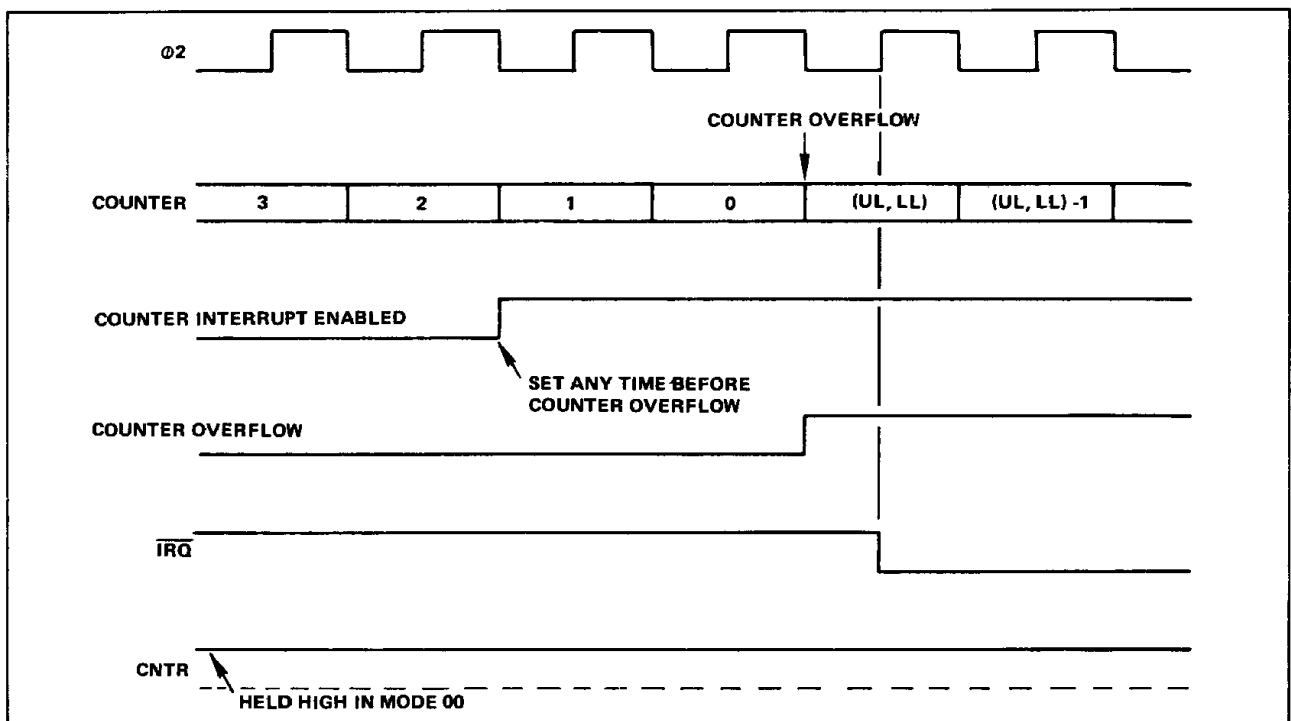 Φ2
COUNTER OVERFLOW
COUNTER
3
2
1
0
(UL, LL)
(UL, LL) -1
COUNTER INTERRUPT ENABLED
SET ANY TIME BEFORE
COUNTER OVERFLOW
COUNTER OVERFLOW
IRQ
CNTR
HELD HIGH IN MODE 00